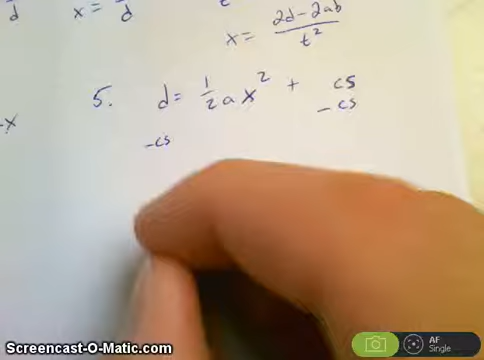 d
x = d
t
x = 2d - 2ab / t²
5. d = 1/2 a x² + cs
-x
- cs
-cs
Screencast-O-Matic.com
AF
Single